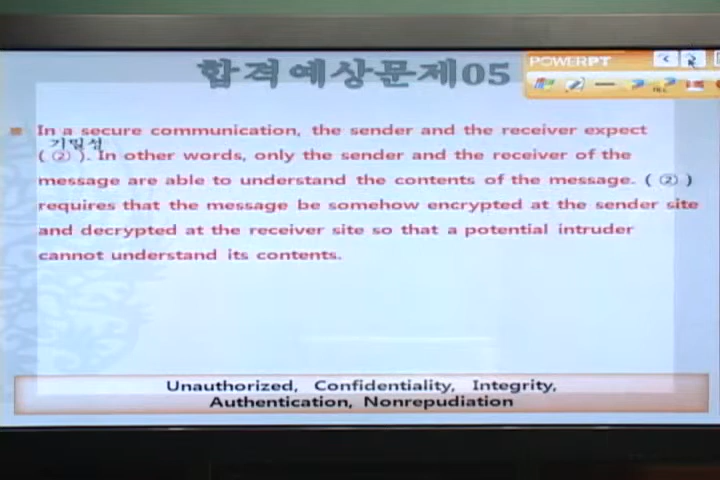 합격예상문제05
POWERPT
In a secure communication, the sender and the receiver expect
기밀성
( ② ). In other words, only the sender and the receiver of the
message are able to understand the contents of the message. ( ② )
requires that the message be somehow encrypted at the sender site
and decrypted at the receiver site so that a potential intruder
cannot understand its contents.
Unauthorized, Confidentiality, Integrity,
Authentication, Nonrepudiation